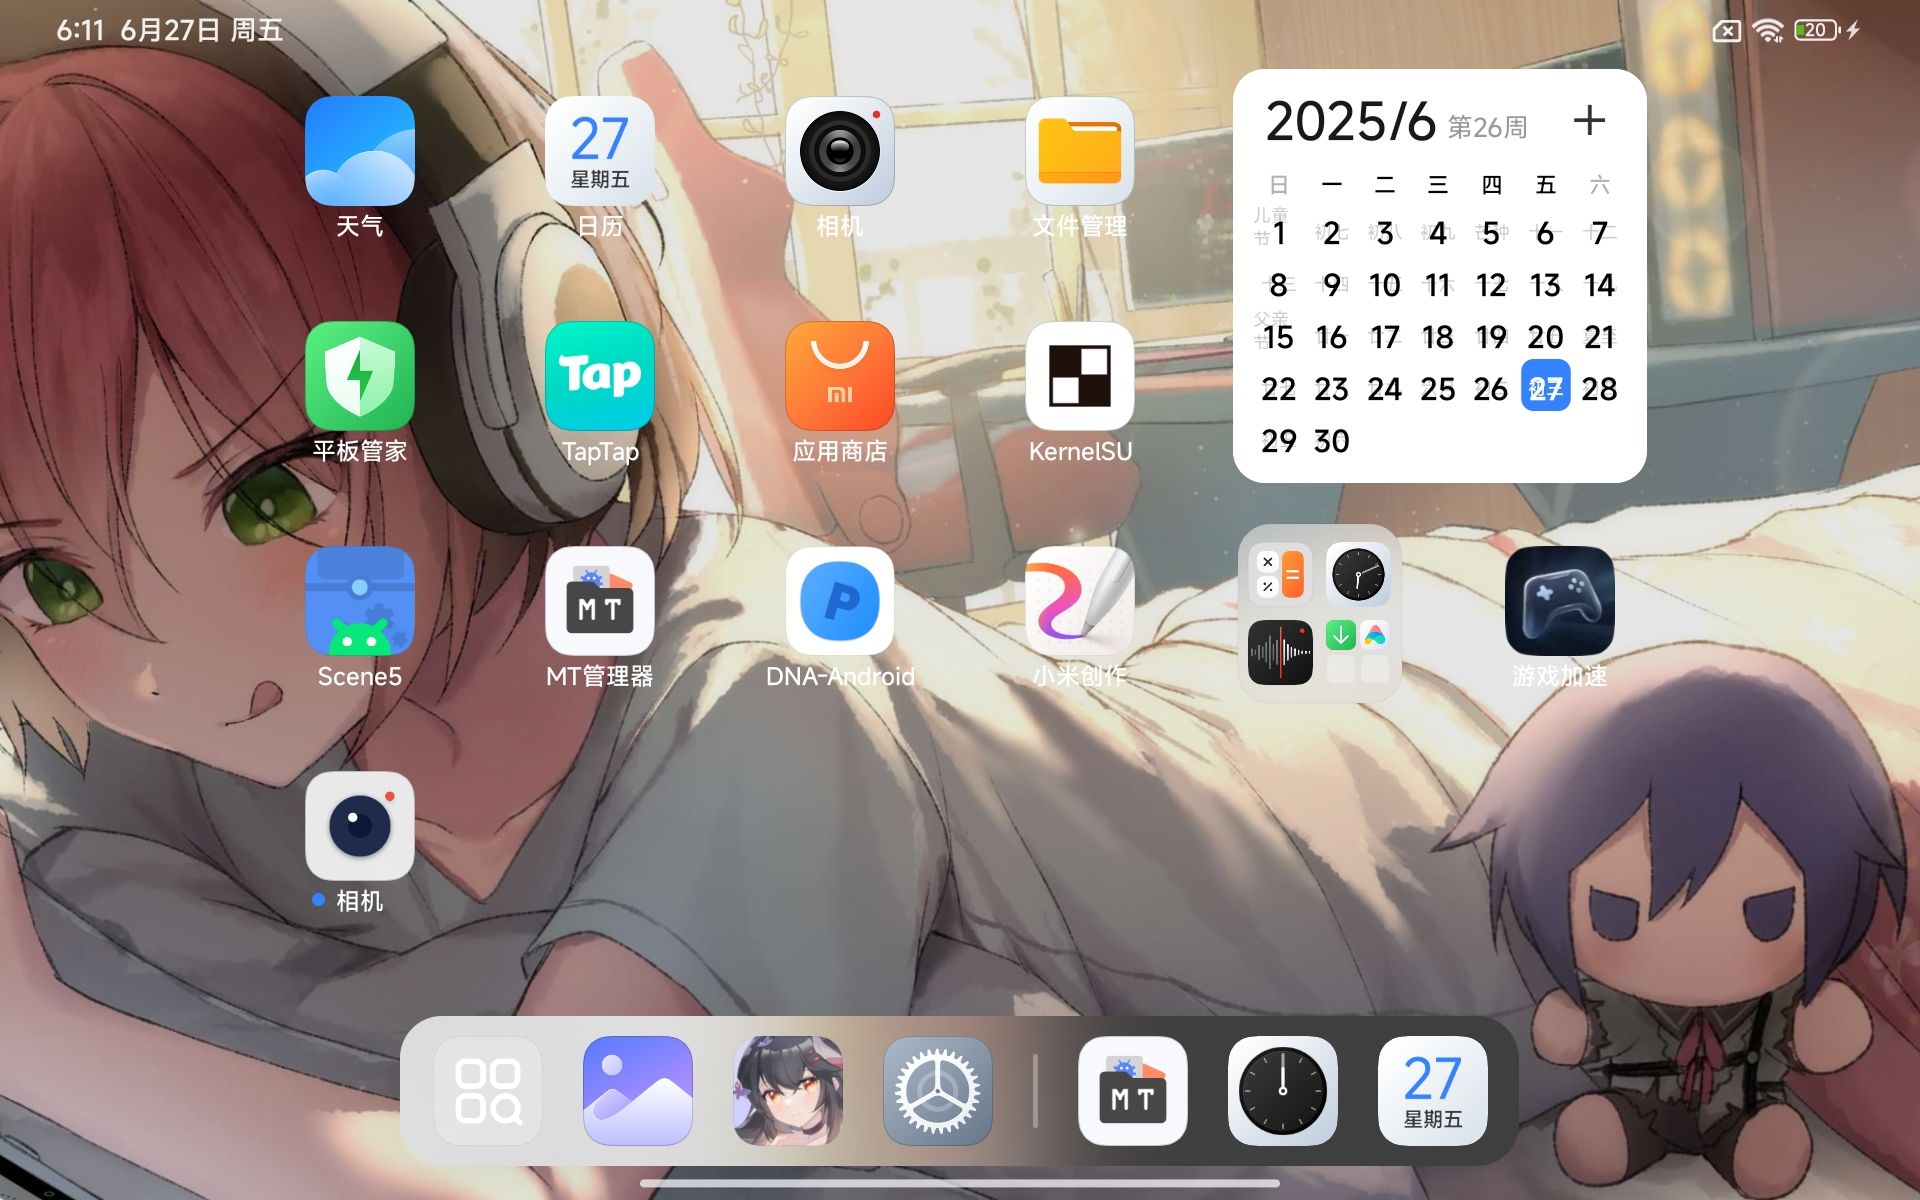 6:11 6月27日 周五
20
27
星期五
天气
日历
相机
文件管理
2025/6 第26周 +
日 一 二 三 四 五 六
儿童节 1 2 3 4 5 6 7
8 9 10 11 12 13 14
父亲节 15 16 17 18 19 20 21
22 23 24 25 26 27 28
29 30
Tap
mi
平板管家
TapTap
应用商店
KernelSU
MT
P
Scene5
MT管理器
DNA-Android
小米创作
游戏加速
相机
MT
27
星期五